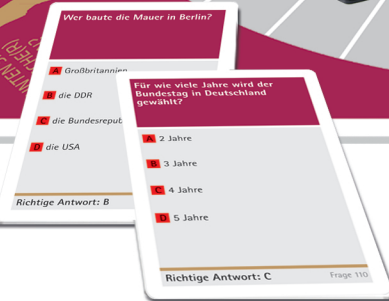 Wer baute die Mauer in Berlin?
A Großbritannien
B die DDR
C die Bundesrepub
D die USA
Richtige Antwort: B
Für wie viele Jahre wird der
Bundestag in Deutschland
gewählt?
A 2 Jahre
B 3 Jahre
C 4 Jahre
D 5 Jahre
Richtige Antwort: C
Frage 110